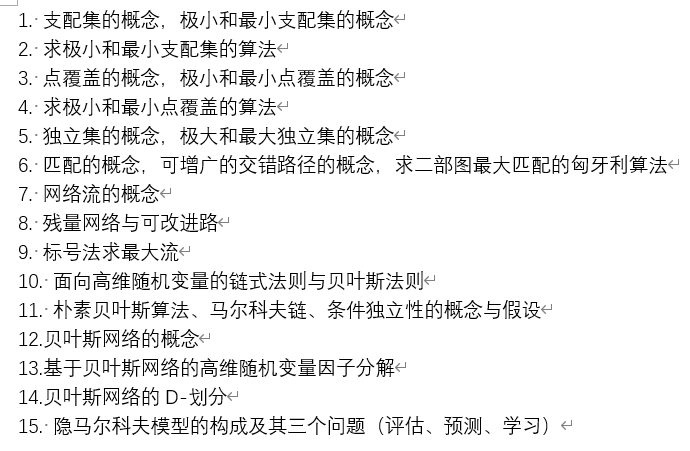 1. 支配集的概念，极小和最小支配集的概念
2. 求极小和最小支配集的算法
3. 点覆盖的概念，极小和最小点覆盖的概念
4. 求极小和最小点覆盖的算法
5. 独立集的概念，极大和最大独立集的概念
6. 匹配的概念，可增广的交错路径的概念，求二部图最大匹配的匈牙利算法
7. 网络流的概念
8. 残量网络与可改进路
9. 标号法求最大流
10. 面向高维随机变量的链式法则与贝叶斯法则
11. 朴素贝叶斯算法、马尔科夫链、条件独立性的概念与假设
12.贝叶斯网络的概念
13.基于贝叶斯网络的高维随机变量因子分解
14.贝叶斯网络的 D-划分
15. 隐马尔科夫模型的构成及其三个问题（评估、预测、学习）